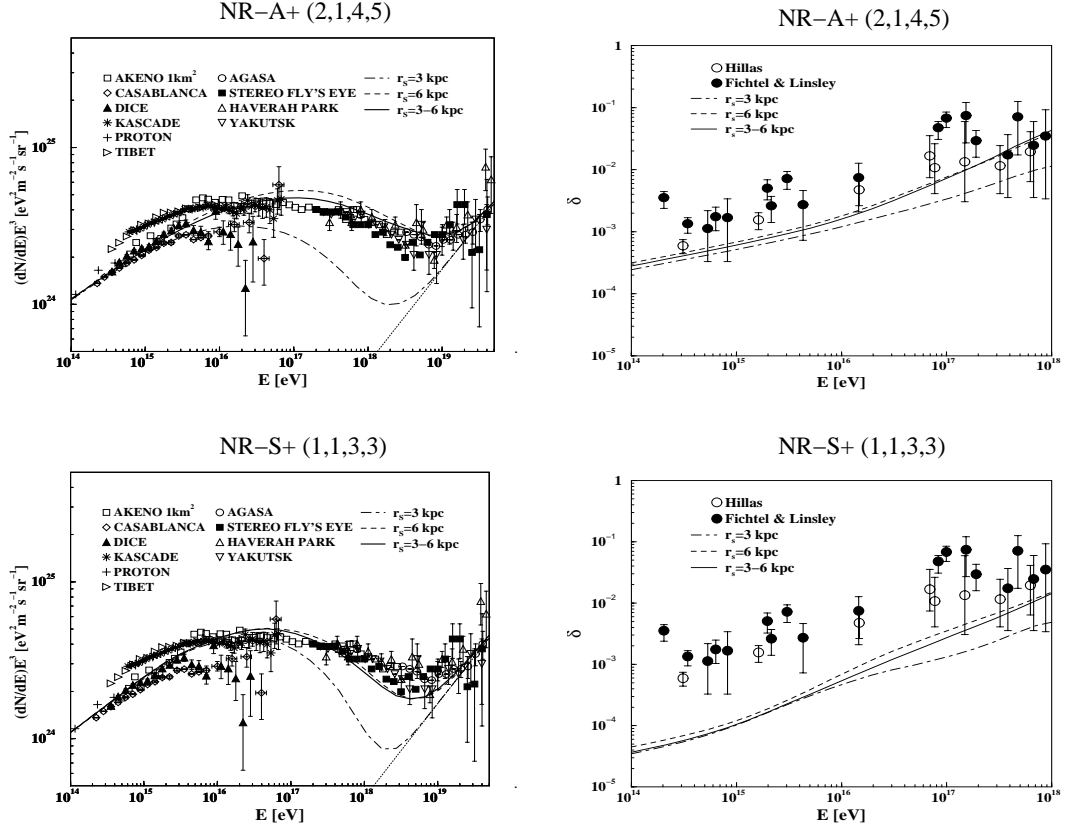 NR−A+ (2,1,4,5)
AKENO 1km²
CASABLANCA
DICE
KASCADE
PROTON
TIBET
AGASA
STEREO FLY'S EYE
HAVERAH PARK
YAKUTSK
r_S=3 kpc
r_S=6 kpc
r_S=3−6 kpc
(dN/dE)E³ [eV²m⁻²s⁻¹sr⁻¹]
10²⁵
10²⁴
10¹⁴ 10¹⁵ 10¹⁶ 10¹⁷ 10¹⁸ 10¹⁹
E [eV]
NR−A+ (2,1,4,5)
Hillas
Fichtel & Linsley
r_s=3 kpc
r_s=6 kpc
r_s=3−6 kpc
δ
1
10⁻¹
10⁻²
10⁻³
10⁻⁴
10⁻⁵
10¹⁴ 10¹⁵ 10¹⁶ 10¹⁷ 10¹⁸
E [eV]
NR−S+ (1,1,3,3)
AKENO 1km²
CASABLANCA
DICE
KASCADE
PROTON
TIBET
AGASA
STEREO FLY'S EYE
HAVERAH PARK
YAKUTSK
r_S=3 kpc
r_S=6 kpc
r_S=3−6 kpc
(dN/dE)E³ [eV²m⁻²s⁻¹sr⁻¹]
10²⁵
10²⁴
10¹⁴ 10¹⁵ 10¹⁶ 10¹⁷ 10¹⁸ 10¹⁹
E [eV]
NR−S+ (1,1,3,3)
Hillas
Fichtel & Linsley
r_s=3 kpc
r_s=6 kpc
r_s=3−6 kpc
δ
1
10⁻¹
10⁻²
10⁻³
10⁻⁴
10⁻⁵
10¹⁴ 10¹⁵ 10¹⁶ 10¹⁷ 10¹⁸
E [eV]